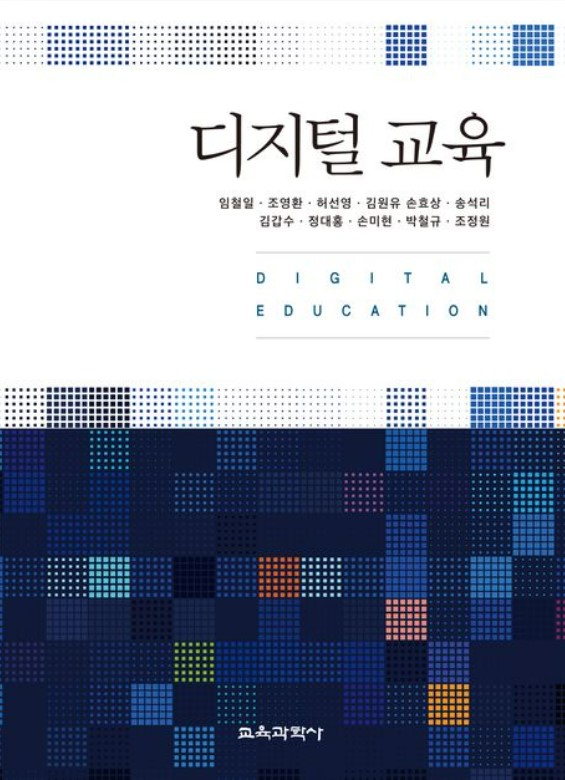 디지털 교육
임철일 · 조영환 · 허선영 · 김원유 손효상 · 송석리
김갑수 · 정대홍 · 손미현 · 박철규 · 조정원
DIGITAL
EDUCATION
교육과학사